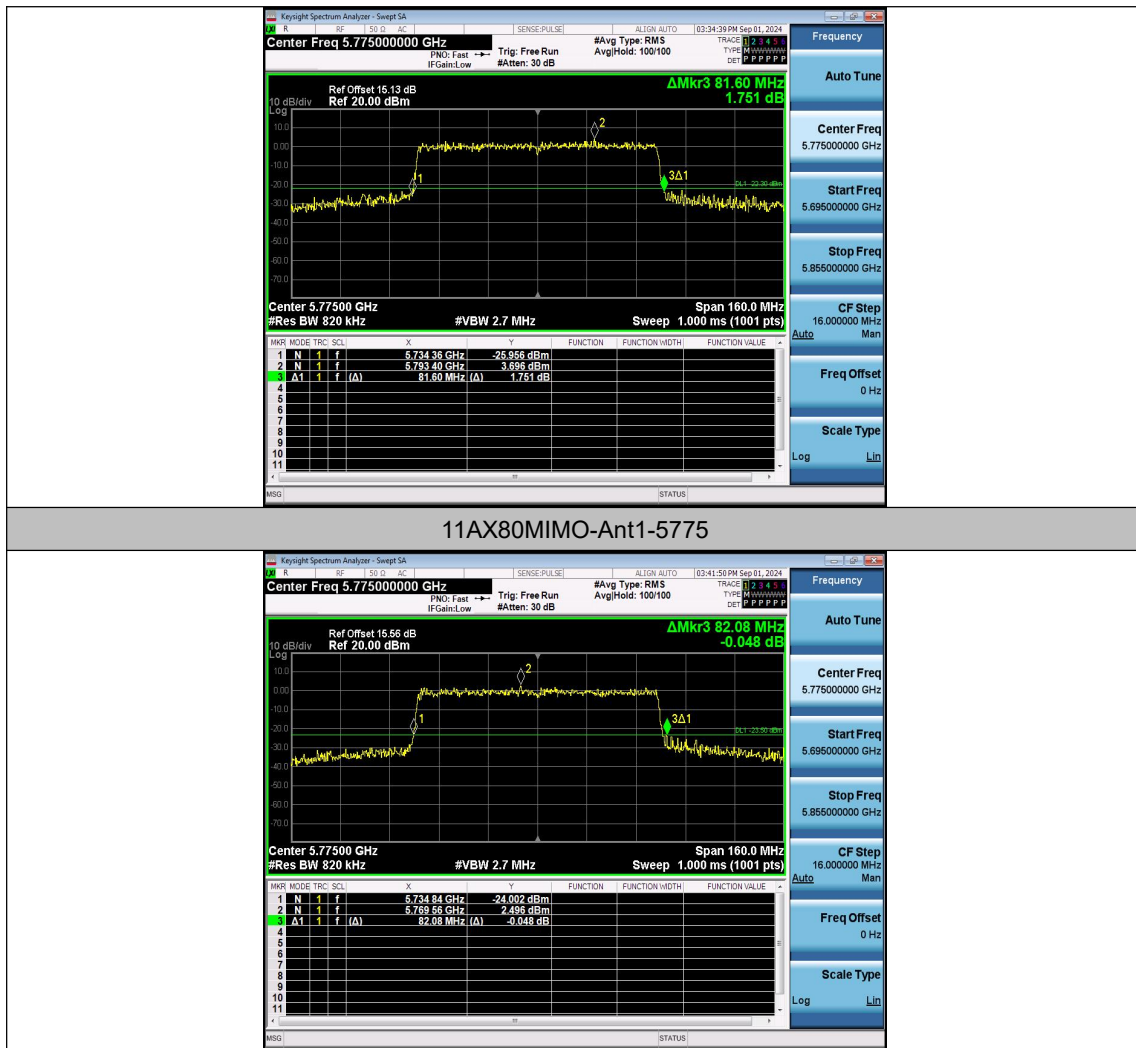 Keysight Spectrum Analyzer - Swept SA
LXI R RF 50 Ω AC SENSE:PULSE ALIGN AUTO 03:34:39 PM Sep 01, 2024
Center Freq 5.775000000 GHz #Avg Type: RMS TRACE 1 2 3 4 5 6
PNO: Fast Trig: Free Run Avg|Hold: 100/100 TYPE M W W W W W
IFGain:Low #Atten: 30 dB DET P P P P P P
ΔMkr3 81.60 MHz
1.751 dB
Ref Offset 15.13 dB
10 dB/div Ref 20.00 dBm
Log
10.0
0.00
-10.0
-20.0
-30.0
-40.0
-50.0
-60.0
-70.0
2
1
3Δ1
DL1 -22.30 dBm
Center 5.77500 GHz Span 160.0 MHz
#Res BW 820 kHz #VBW 2.7 MHz Sweep 1.000 ms (1001 pts)
MKR MODE TRC SCL X Y FUNCTION FUNCTION WIDTH FUNCTION VALUE
1 N 1 f 5.734 36 GHz -25.956 dBm
2 N 1 f 5.793 40 GHz 3.696 dBm
3 Δ1 1 f (Δ) 81.60 MHz (Δ) 1.751 dB
4
5
6
7
8
9
10
11
MSG STATUS
Frequency
Auto Tune
Center Freq
5.775000000 GHz
Start Freq
5.695000000 GHz
Stop Freq
5.855000000 GHz
CF Step
16.000000 MHz
Auto Man
Freq Offset
0 Hz
Scale Type
Log Lin
11AX80MIMO-Ant1-5775
Keysight Spectrum Analyzer - Swept SA
LXI R RF 50 Ω AC SENSE:PULSE ALIGN AUTO 03:41:50 PM Sep 01, 2024
Center Freq 5.775000000 GHz #Avg Type: RMS TRACE 1 2 3 4 5 6
PNO: Fast Trig: Free Run Avg|Hold: 100/100 TYPE M W W W W W
IFGain:Low #Atten: 30 dB DET P P P P P P
ΔMkr3 82.08 MHz
-0.048 dB
Ref Offset 15.56 dB
10 dB/div Ref 20.00 dBm
Log
10.0
0.00
-10.0
-20.0
-30.0
-40.0
-50.0
-60.0
-70.0
2
1
3Δ1
DL1 -23.50 dBm
Center 5.77500 GHz Span 160.0 MHz
#Res BW 820 kHz #VBW 2.7 MHz Sweep 1.000 ms (1001 pts)
MKR MODE TRC SCL X Y FUNCTION FUNCTION WIDTH FUNCTION VALUE
1 N 1 f 5.734 84 GHz -24.002 dBm
2 N 1 f 5.769 56 GHz 2.496 dBm
3 Δ1 1 f (Δ) 82.08 MHz (Δ) -0.048 dB
4
5
6
7
8
9
10
11
MSG STATUS
Frequency
Auto Tune
Center Freq
5.775000000 GHz
Start Freq
5.695000000 GHz
Stop Freq
5.855000000 GHz
CF Step
16.000000 MHz
Auto Man
Freq Offset
0 Hz
Scale Type
Log Lin